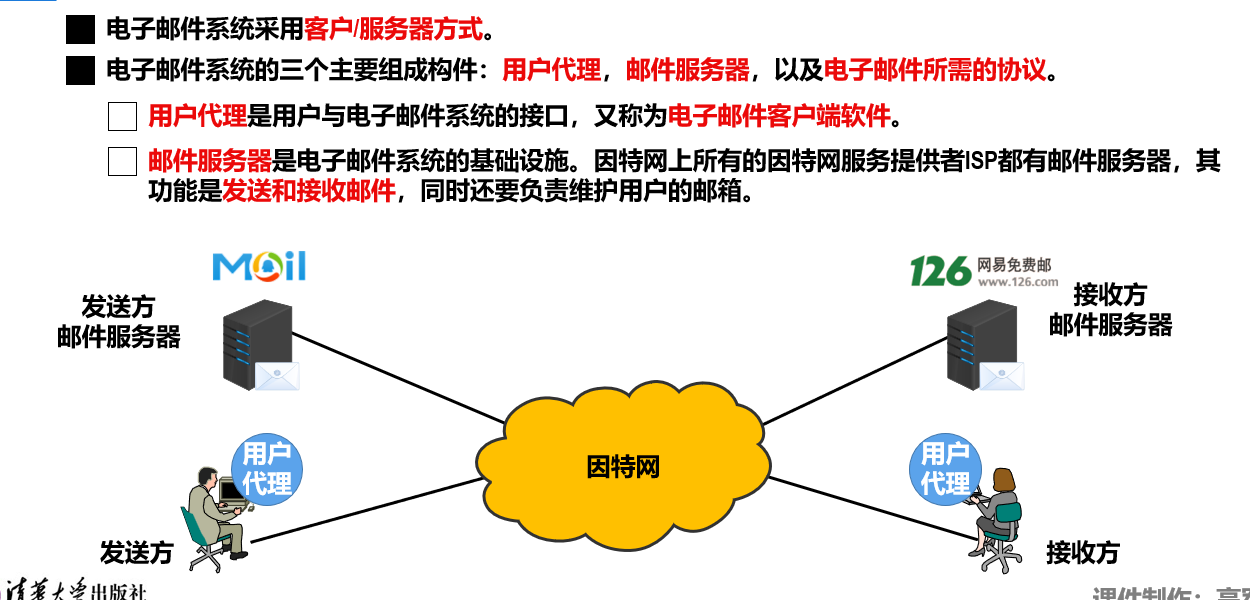 电子邮件系统采用客户/服务器方式。
电子邮件系统的三个主要组成构件：用户代理，邮件服务器，以及电子邮件所需的协议。
用户代理是用户与电子邮件系统的接口，又称为电子邮件客户端软件。
邮件服务器是电子邮件系统的基础设施。因特网上所有的因特网服务提供者ISP都有邮件服务器，其
功能是发送和接收邮件，同时还要负责维护用户的邮箱。
Mail
126 网易免费邮
www.126.com
发送方
邮件服务器
接收方
邮件服务器
用户
代理
因特网
用户
代理
发送方
接收方
清华大学出版社
课件制作：高